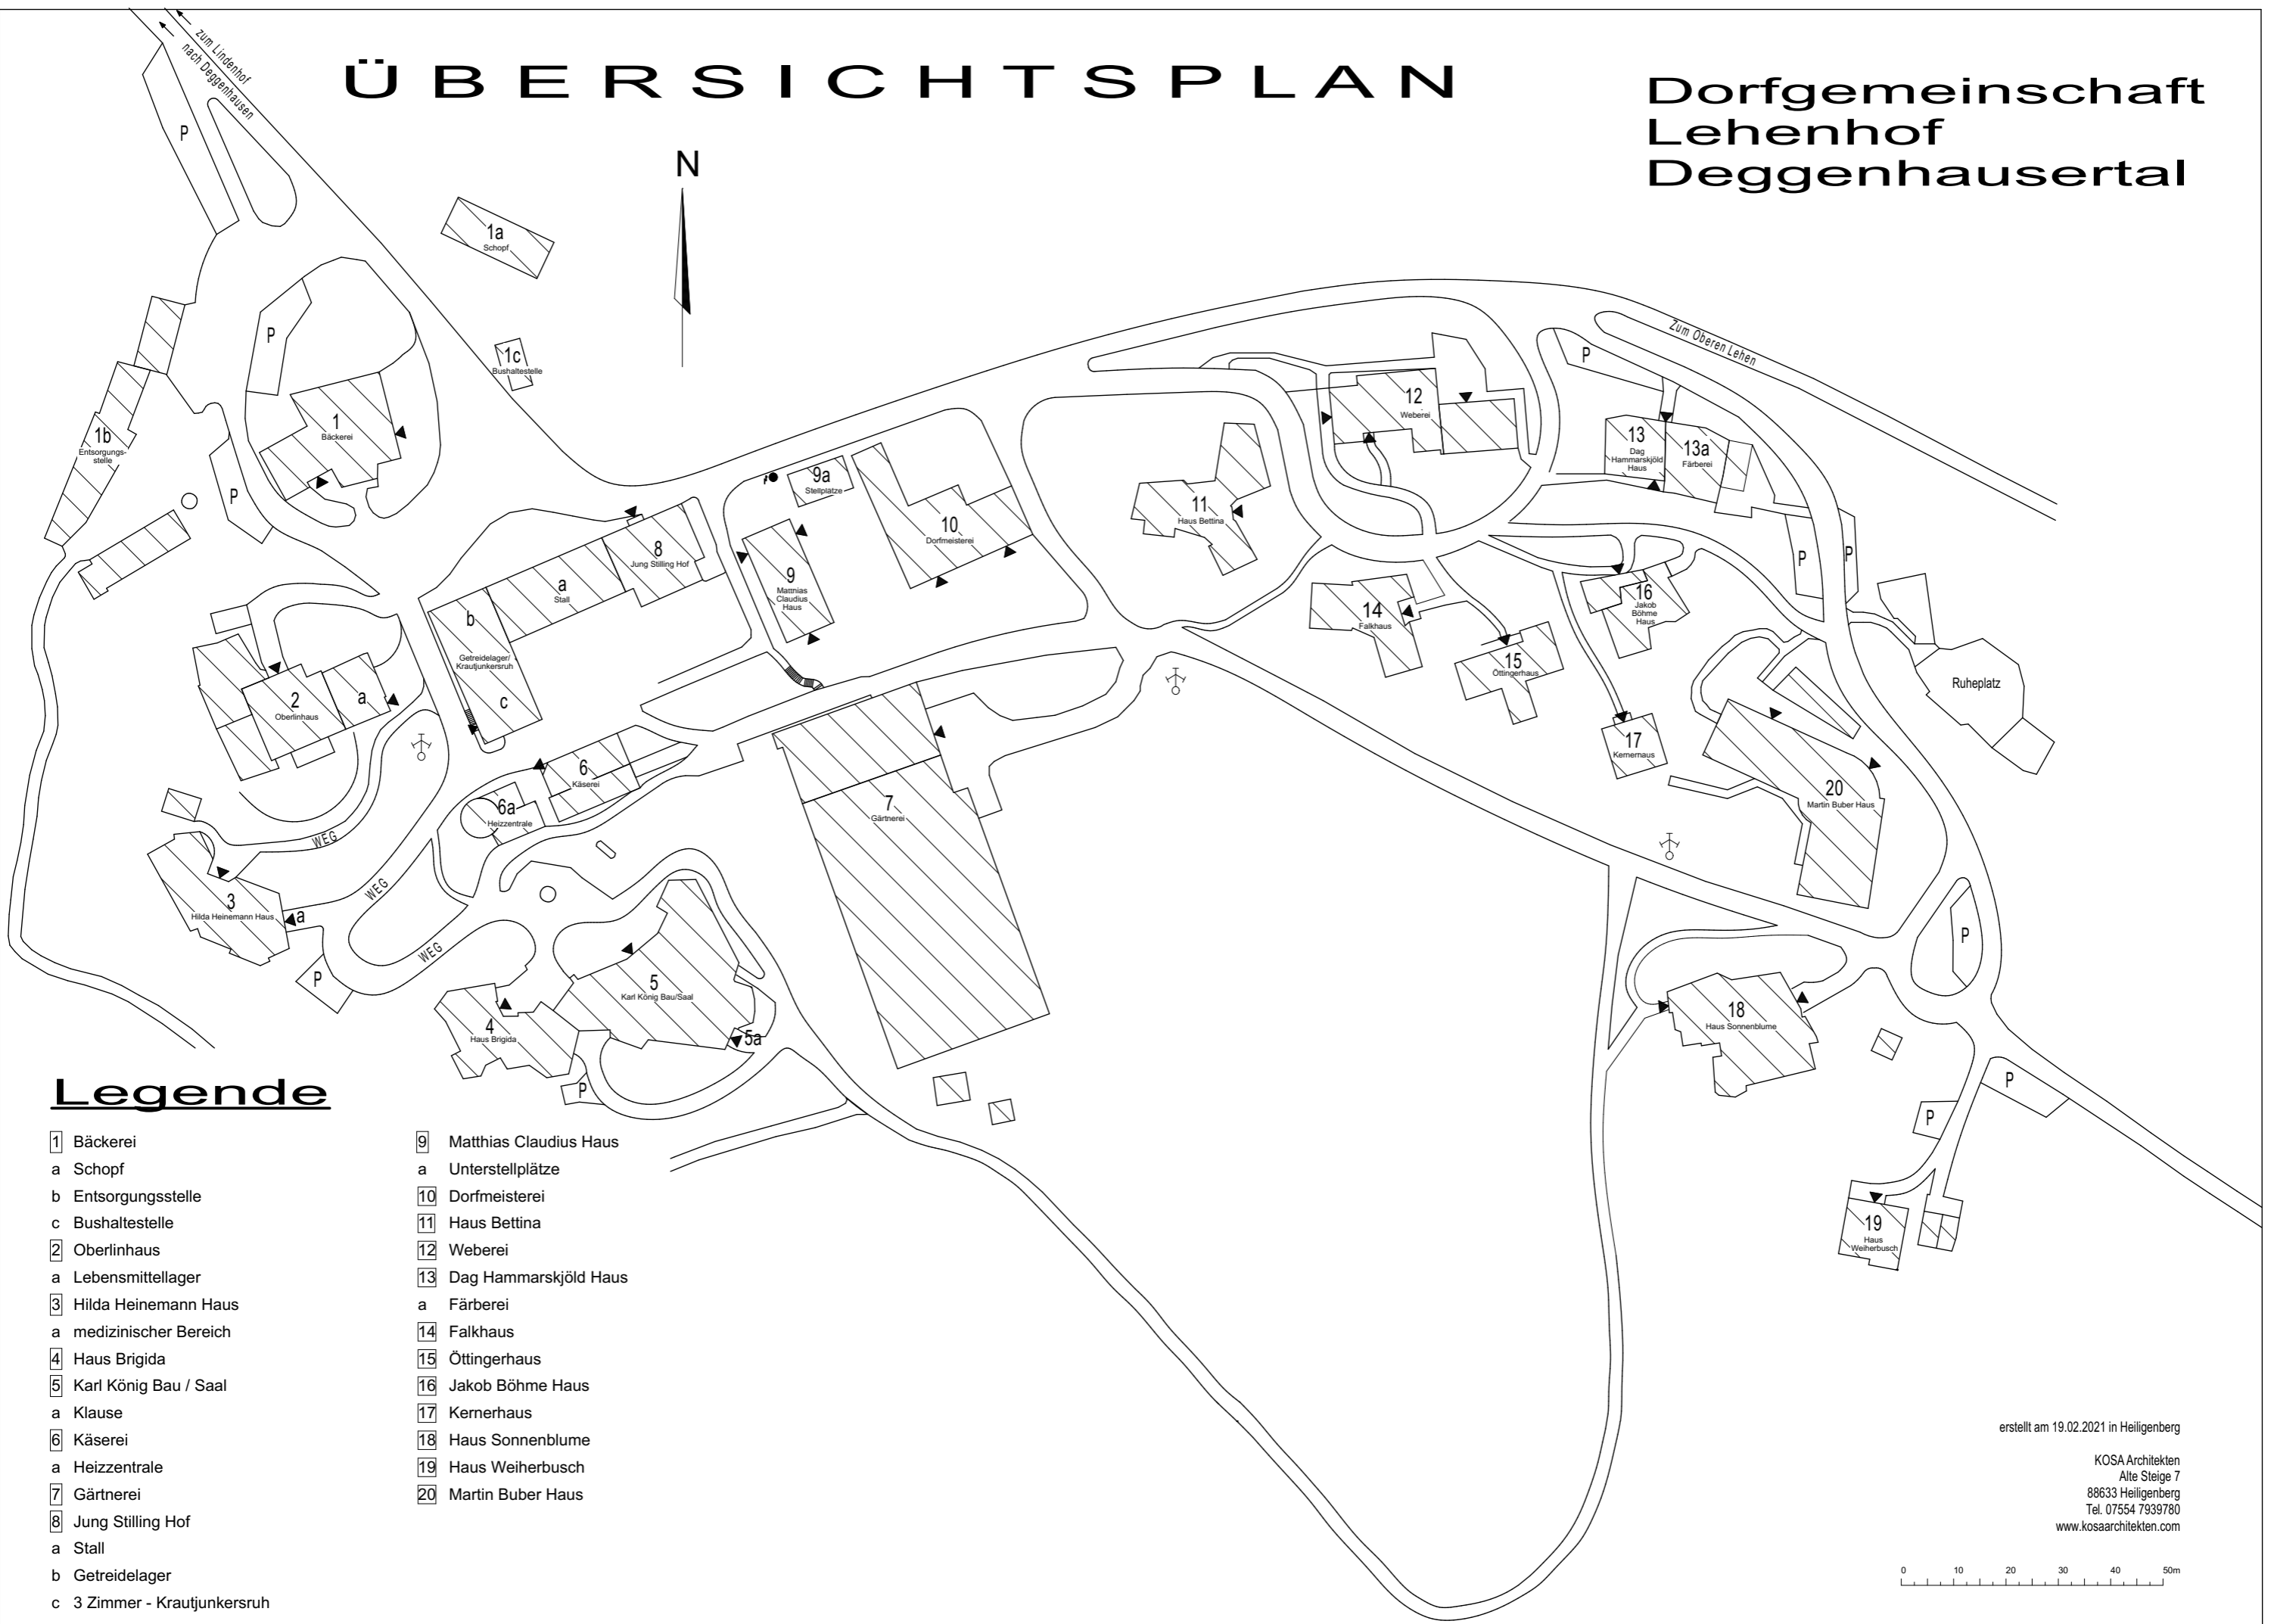 ÜBERSICHTSPLAN
Dorfgemeinschaft
Lehenhof
Deggenhausertal
zum Lindenhof
nach Deggenhausen
N
P
1a
Schopf
P
1c
Bushaltestelle
1
Bäckerei
1b
Entsorgungs-
stelle
P
Zum Oberen Lehen
P
12
Weberei
13
Dag
Hammarskjöld
Haus
13a
Färberei
9a
Stellplätze
10
Dorfmeisterei
11
Haus Bettina
8
Jung Stilling Hof
a
Stall
9
Matthias
Claudius
Haus
P
P
b
Getreidelager/
Krautjunkersruh
c
14
Falkhaus
16
Jakob
Böhme
Haus
15
Öttingerhaus
Ruheplatz
2
Oberlinhaus
a
17
Kernerhaus
6
Käserei
6a
Heizzentrale
7
Gärtnerei
20
Martin Buber Haus
WEG
WEG
WEG
3
Hilda Heinemann Haus
a
P
5
Karl König Bau/Saal
5a
4
Haus Brigida
P
P
18
Haus Sonnenblume
P
P
19
Haus
Weiherbusch
Legende
1 Bäckerei
a Schopf
b Entsorgungsstelle
c Bushaltestelle
2 Oberlinhaus
a Lebensmittellager
3 Hilda Heinemann Haus
a medizinischer Bereich
4 Haus Brigida
5 Karl König Bau / Saal
a Klause
6 Käserei
a Heizzentrale
7 Gärtnerei
8 Jung Stilling Hof
a Stall
b Getreidelager
c 3 Zimmer - Krautjunkersruh
9 Matthias Claudius Haus
a Unterstellplätze
10 Dorfmeisterei
11 Haus Bettina
12 Weberei
13 Dag Hammarskjöld Haus
a Färberei
14 Falkhaus
15 Öttingerhaus
16 Jakob Böhme Haus
17 Kernerhaus
18 Haus Sonnenblume
19 Haus Weiherbusch
20 Martin Buber Haus
erstellt am 19.02.2021 in Heiligenberg
KOSA Architekten
Alte Steige 7
88633 Heiligenberg
Tel. 07554 7939780
www.kosaarchitekten.com
0 10 20 30 40 50m